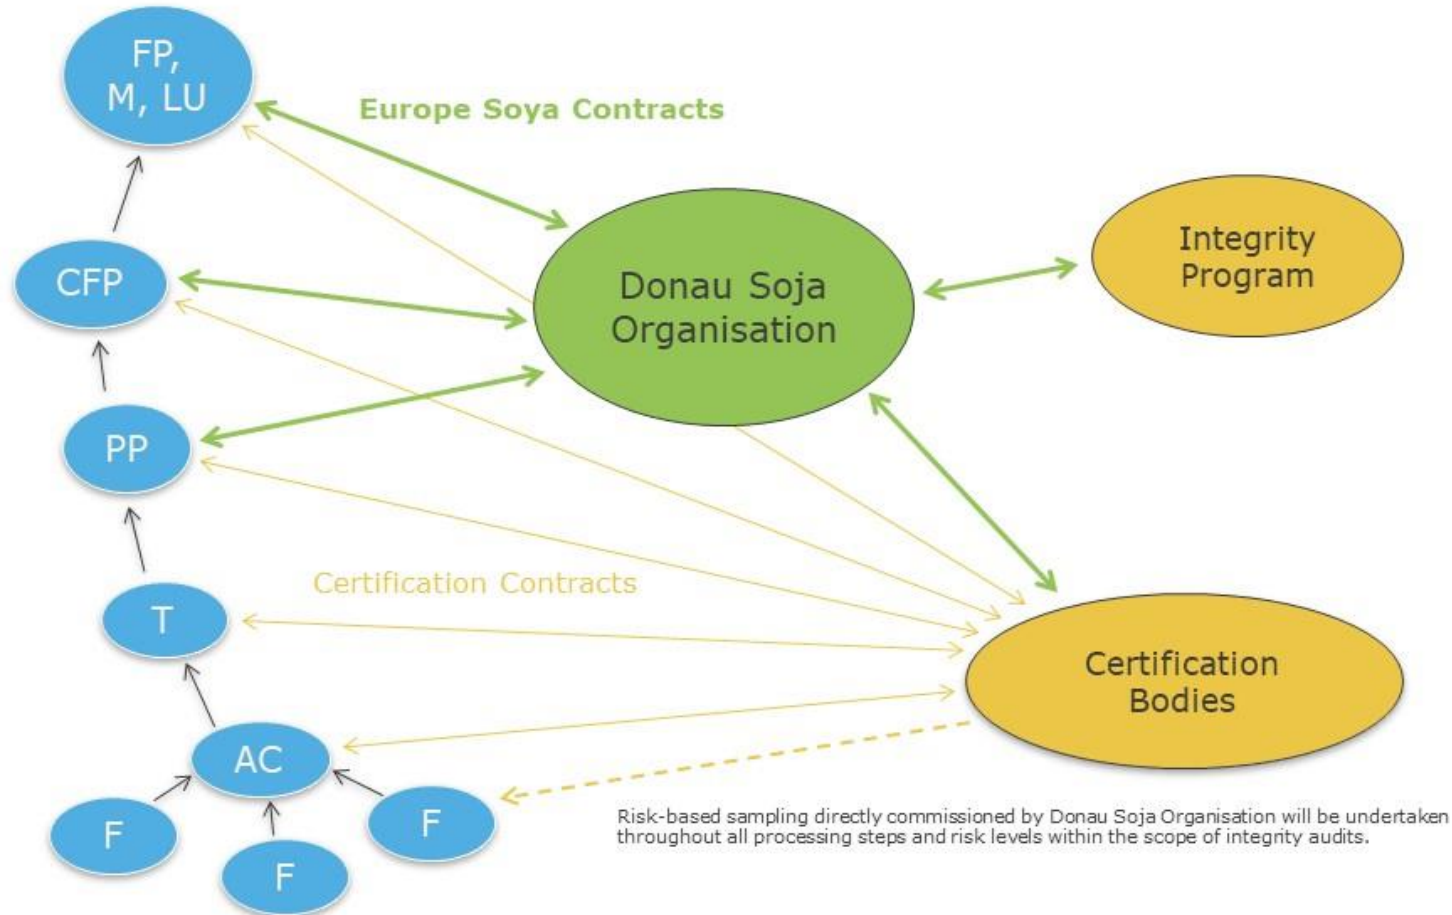 FP,
M, LU
Europe Soya Contracts
Integrity
Program
CFP
Donau Soja
Organisation
PP
Certification Contracts
T
Certification
Bodies
AC
F
F
F
Risk-based sampling directly commissioned by Donau Soja Organisation will be undertaken
throughout all processing steps and risk levels within the scope of integrity audits.